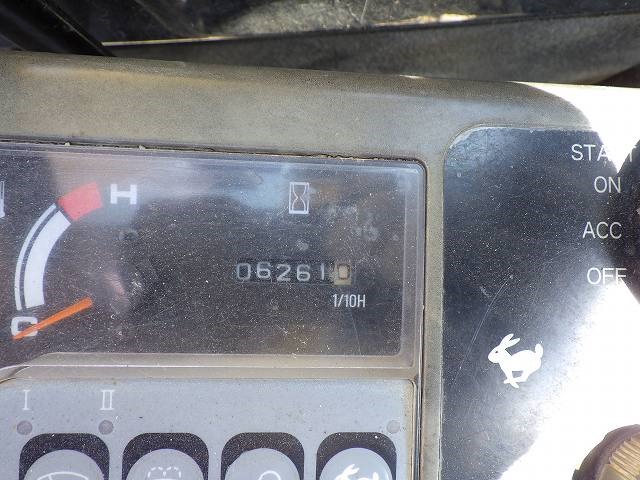 START
H
ON
ACC
062610
OFF
1/10H
C
I II